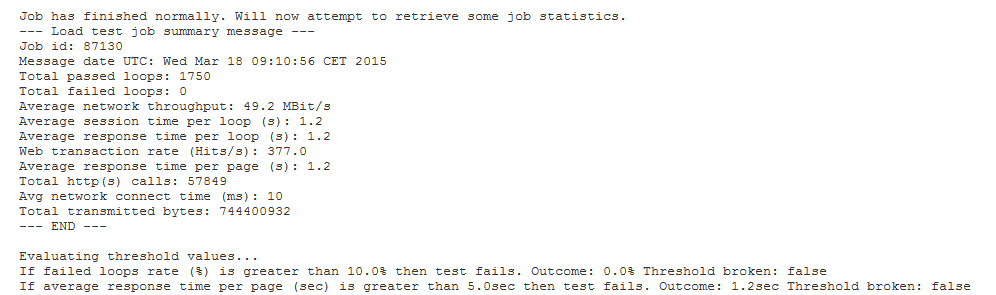 Job has finished normally. Will now attempt to retrieve some job statistics.
--- Load test job summary message ---
Job id: 87130
Message date UTC: Wed Mar 18 09:10:56 CET 2015
Total passed loops: 1750
Total failed loops: 0
Average network throughput: 49.2 MBit/s
Average session time per loop (s): 1.2
Average response time per loop (s): 1.2
Web transaction rate (Hits/s): 377.0
Average response time per page (s): 1.2
Total http(s) calls: 57849
Avg network connect time (ms): 10
Total transmitted bytes: 744400932
--- END ---
Evaluating threshold values...
If failed loops rate (%) is greater than 10.0% then test fails. Outcome: 0.0% Threshold broken: false
If average response time per page (sec) is greater than 5.0sec then test fails. Outcome: 1.2sec Threshold broken: false